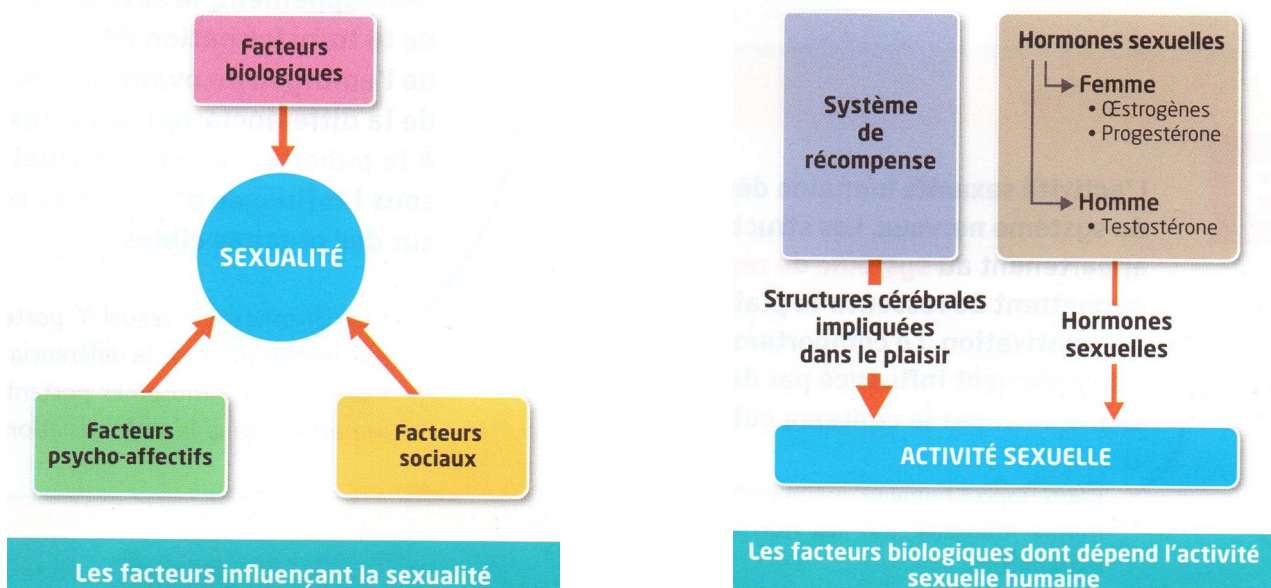 Facteurs
biologiques
SEXUALITÉ
Facteurs
psycho-affectifs
Facteurs
sociaux
Les facteurs influençant la sexualité
Système
de
récompense
Hormones sexuelles
Femme
• Œstrogènes
• Progestérone
Homme
• Testostérone
Structures cérébrales
impliquées
dans le plaisir
Hormones
sexuelles
ACTIVITÉ SEXUELLE
Les facteurs biologiques dont dépend l'activité
sexuelle humaine